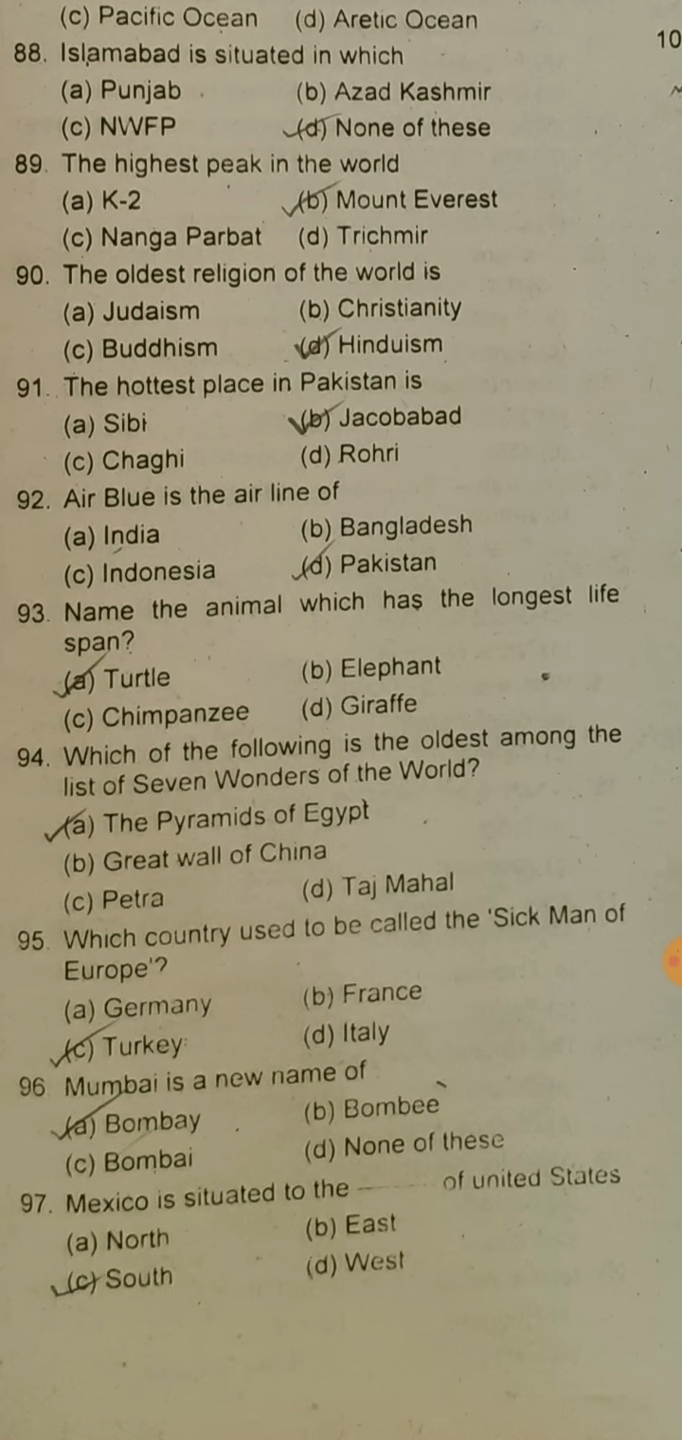 (c) Pacific Ocean (d) Aretic Ocean
10
88. Islamabad is situated in which
(a) Punjab (b) Azad Kashmir
(c) NWFP (d) None of these
89. The highest peak in the world
(a) K-2 (b) Mount Everest
(c) Nanga Parbat (d) Trichmir
90. The oldest religion of the world is
(a) Judaism (b) Christianity
(c) Buddhism (d) Hinduism
91. The hottest place in Pakistan is
(a) Sibi (b) Jacobabad
(c) Chaghi (d) Rohri
92. Air Blue is the air line of
(a) India (b) Bangladesh
(c) Indonesia (d) Pakistan
93. Name the animal which has the longest life
span?
(a) Turtle (b) Elephant
(c) Chimpanzee (d) Giraffe
94. Which of the following is the oldest among the
list of Seven Wonders of the World?
(a) The Pyramids of Egypt
(b) Great wall of China
(c) Petra (d) Taj Mahal
95. Which country used to be called the 'Sick Man of
Europe'?
(a) Germany (b) France
(c) Turkey (d) Italy
96 Mumbai is a new name of
(a) Bombay (b) Bombee
(c) Bombai (d) None of these
97. Mexico is situated to the —— of united States
(a) North (b) East
(c) South (d) West